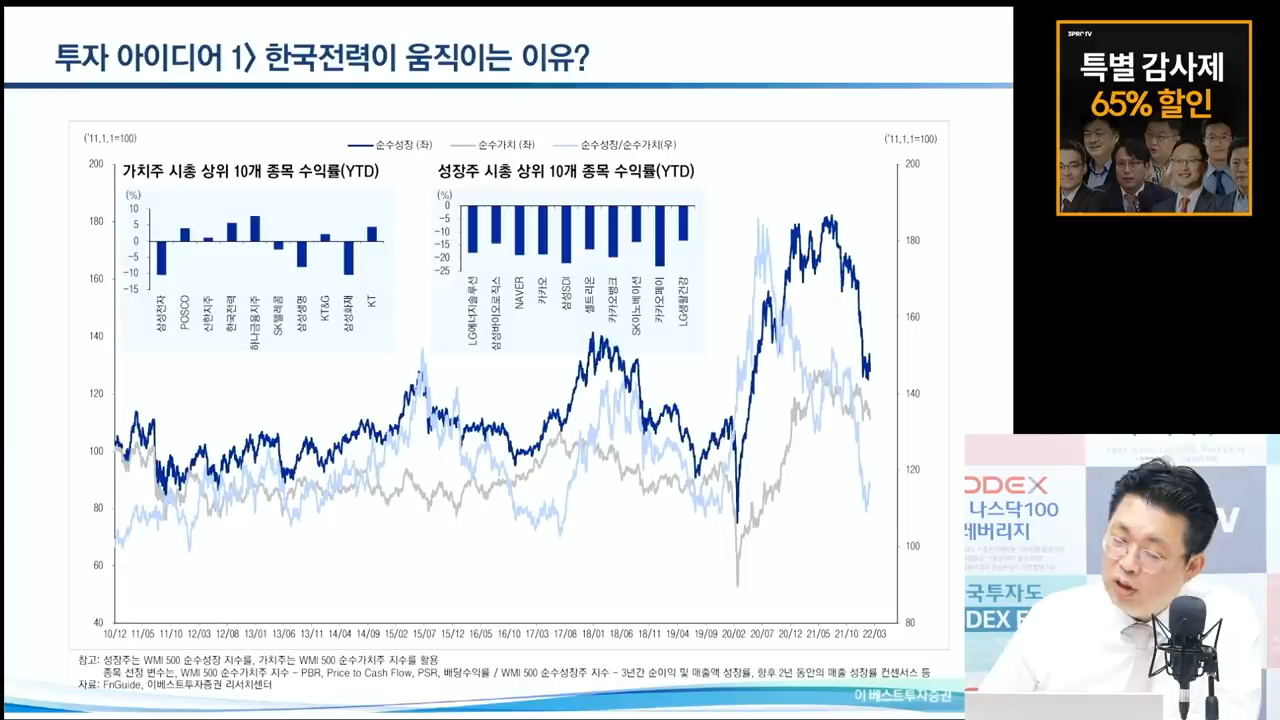 투자 아이디어 1> 한국전력이 움직이는 이유?
3PROTV
특별 감사제
65% 할인
('11.1.1=100)
순수성장 (좌)
순수가치 (좌)
순수성장/순수가치(우)
('11.1.1=100)
200
180
160
140
120
100
80
60
40
가치주 시총 상위 10개 종목 수익률(YTD)
(%)
10
5
0
-5
-10
-15
삼성전자
POSCO
신한지주
한국전력
하나금융지주
SK텔레콤
삼성생명
KT&G
삼성화재
KT
성장주 시총 상위 10개 종목 수익률(YTD)
(%)
0
-5
-10
-15
-20
-25
LG에너지솔루션
삼성바이오로직스
NAVER
카카오
삼성SDI
셀트리온
카카오뱅크
SK이노베이션
카카오페이
LG생활건강
200
180
160
140
120
100
80
10/12 11/05 11/10 12/03 12/08 13/01 13/06 13/11 14/04 14/09 15/02 15/07 15/12 16/05 16/10 17/03 17/08 18/01 18/06 18/11 19/04 19/09 20/02 20/07 20/12 21/05 21/10 22/03
참고: 성장주는 WMI 500 순수성장 지수를, 가치주는 WMI 500 순수가치주 지수를 활용
종목 선정 변수는, WMI 500 순수가치주 지수 - PBR, Price to Cash Flow, PSR, 배당수익률 / WMI 500 순수성장주 지수 - 3년간 순이익 및 매출액 성장률, 향후 2년 동안의 매출 성장률 컨센서스 등
자료: FnGuide, 이베스트투자증권 리서치센터
이베스트투자증권
ODEX
나스닥100
레버리지
국투자도
DEX
V